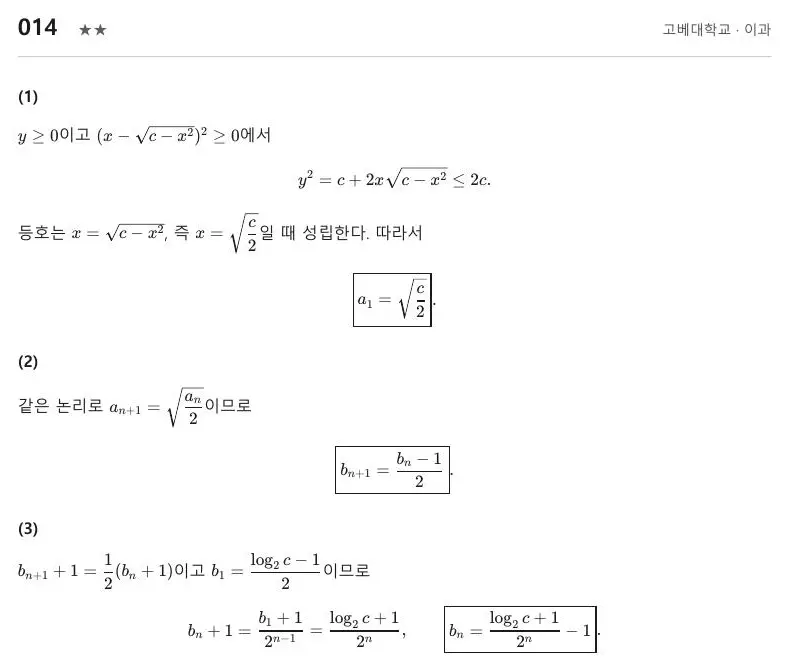 014 ★★ 고베대학교 · 이과
(1)
y ≥ 0이고 (x − √(c − x²))² ≥ 0에서
y² = c + 2x√(c − x²) ≤ 2c.
등호는 x = √(c − x²), 즉 x = √(c/2)일 때 성립한다. 따라서
a₁ = √(c/2).
(2)
같은 논리로 aₙ₊₁ = √(aₙ/2)이므로
bₙ₊₁ = (bₙ − 1)/2.
(3)
bₙ₊₁ + 1 = 1/2(bₙ + 1)이고 b₁ = (log₂ c − 1)/2이므로
bₙ + 1 = (b₁ + 1)/2ⁿ⁻¹ = (log₂ c + 1)/2ⁿ, bₙ = (log₂ c + 1)/2ⁿ − 1.